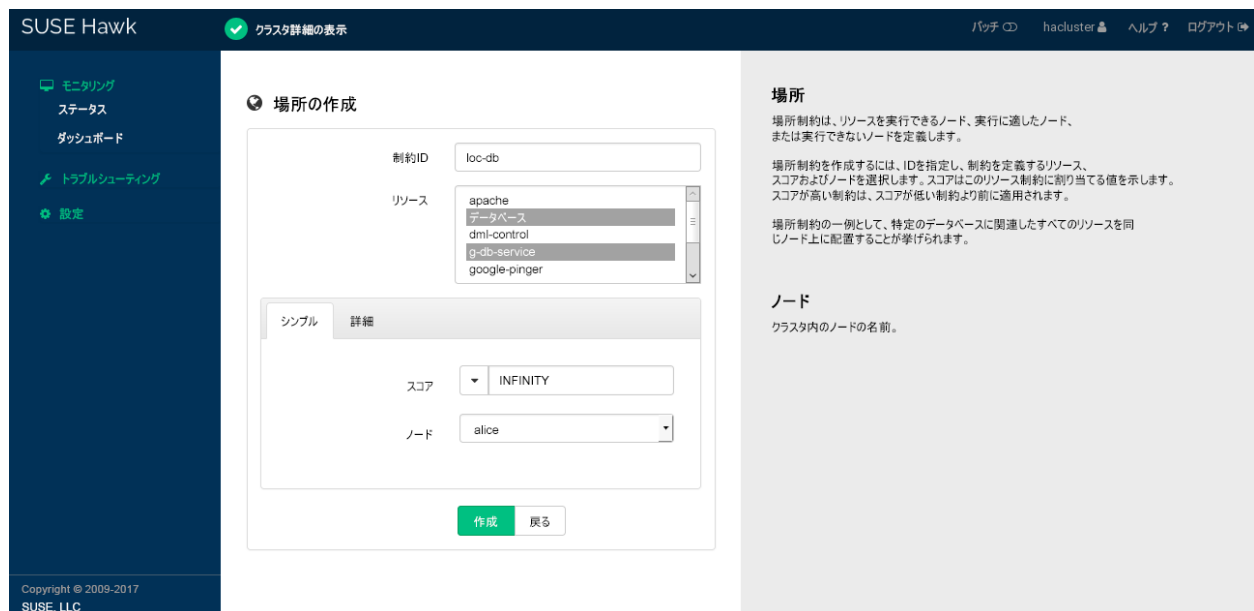 SUSE Hawk
クラスタ詳細の表示
バッチ
hacluster
ヘルプ ?
ログアウト
モニタリング
ステータス
ダッシュボード
トラブルシューティング
設定
場所の作成
制約ID
loc-db
リソース
apache
データベース
dml-control
g-db-service
google-pinger
シンプル
詳細
スコア
INFINITY
ノード
alice
作成
戻る
場所
場所制約は、リソースを実行できるノード、実行に適したノード、
または実行できないノードを定義します。
場所制約を作成するには、IDを指定し、制約を定義するリソース、
スコアおよびノードを選択します。スコアはこのリソース制約に割り当てる値を示します。
スコアが高い制約は、スコアが低い制約より前に適用されます。
場所制約の一例として、特定のデータベースに関連したすべてのリソースを同
じノード上に配置することが挙げられます。
ノード
クラスタ内のノードの名前。
Copyright © 2009-2017
SUSE, LLC